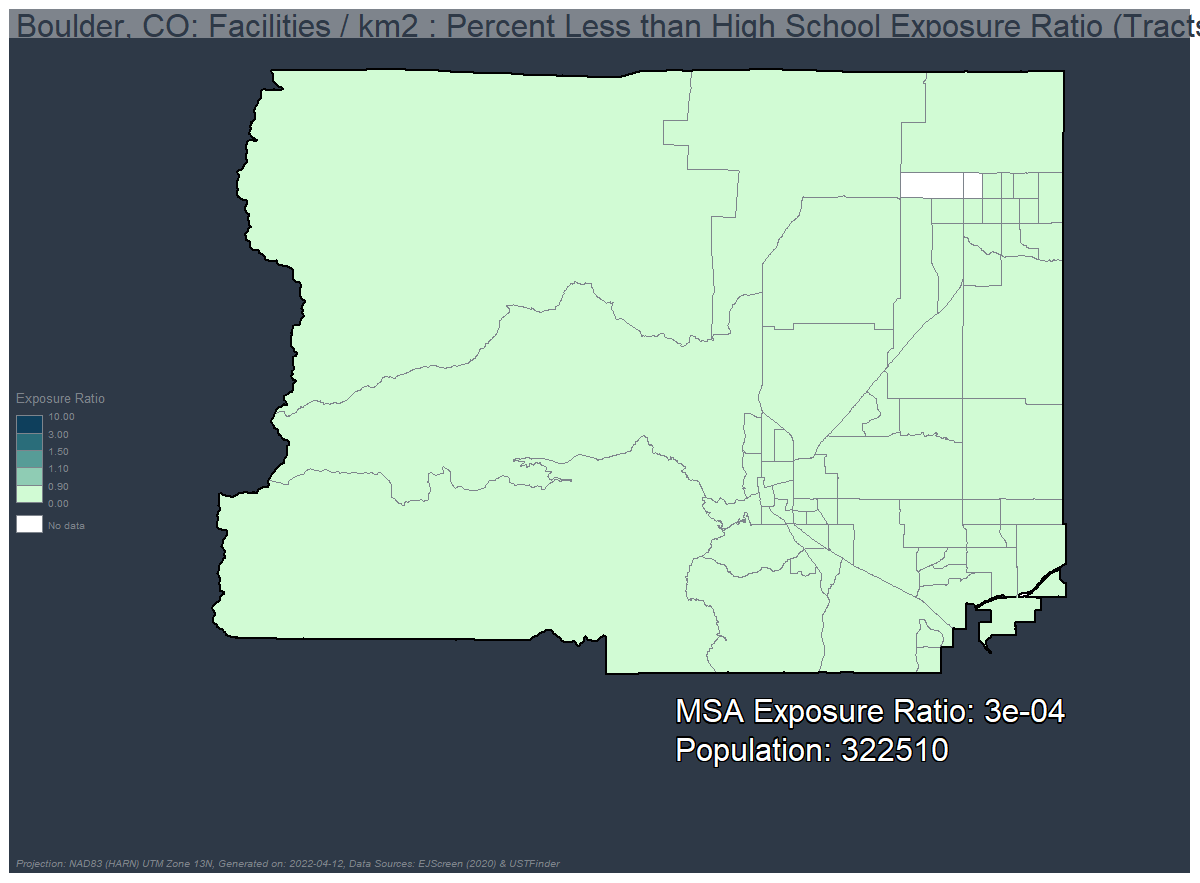 Boulder, CO: Facilities / km2 : Percent Less than High School Exposure Ratio (Tracts
Exposure Ratio
10.00
3.00
1.50
1.10
0.90
0.00
No data
MSA Exposure Ratio: 3e-04
Population: 322510
Projection: NAD83 (HARN) UTM Zone 13N, Generated on: 2022-04-12, Data Sources: EJScreen (2020) & USTFinder